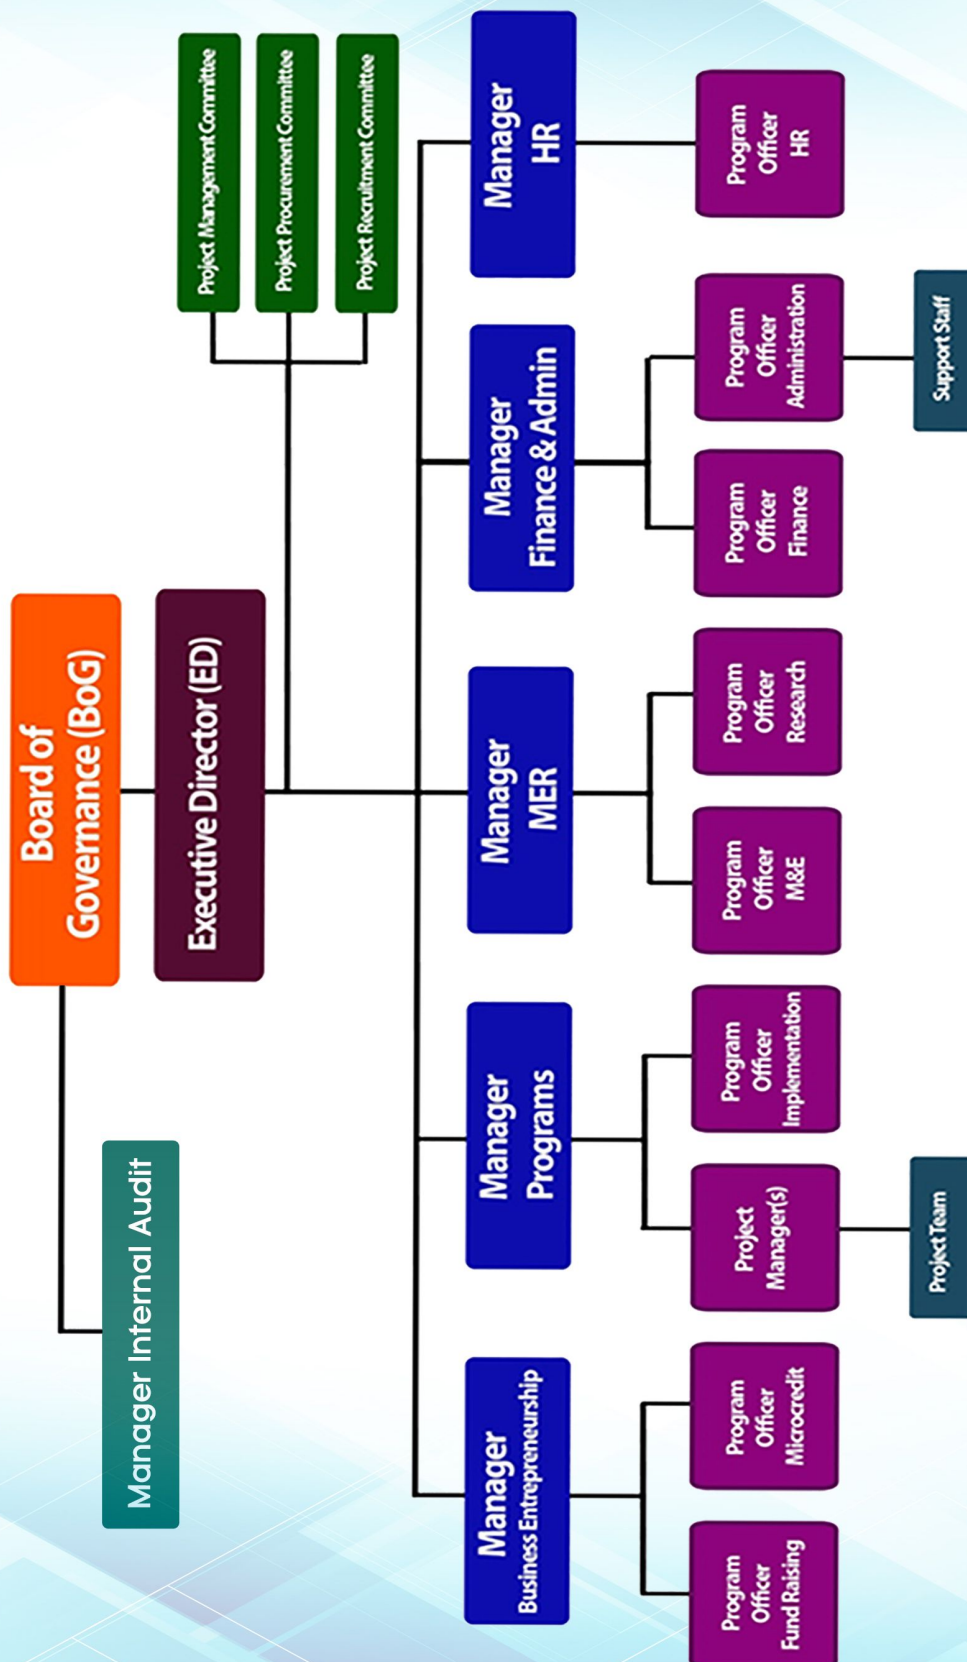 Board of
Governance (BoG)
Manager Internal Audit
Executive Director (ED)
Project Management Committee
Project Procurement Committee
Project Recruitment Committee
Manager
Business Entrepreneurship
Manager
Programs
Manager
MER
Manager
Finance & Admin
Manager
HR
Program
Officer
Fund Raising
Program
Officer
Microcredit
Project
Manager(s)
Program
Officer
Implementation
Program
Officer
M&E
Program
Officer
Research
Program
Officer
Finance
Program
Officer
Administration
Program
Officer
HR
Project Team
Support Staff